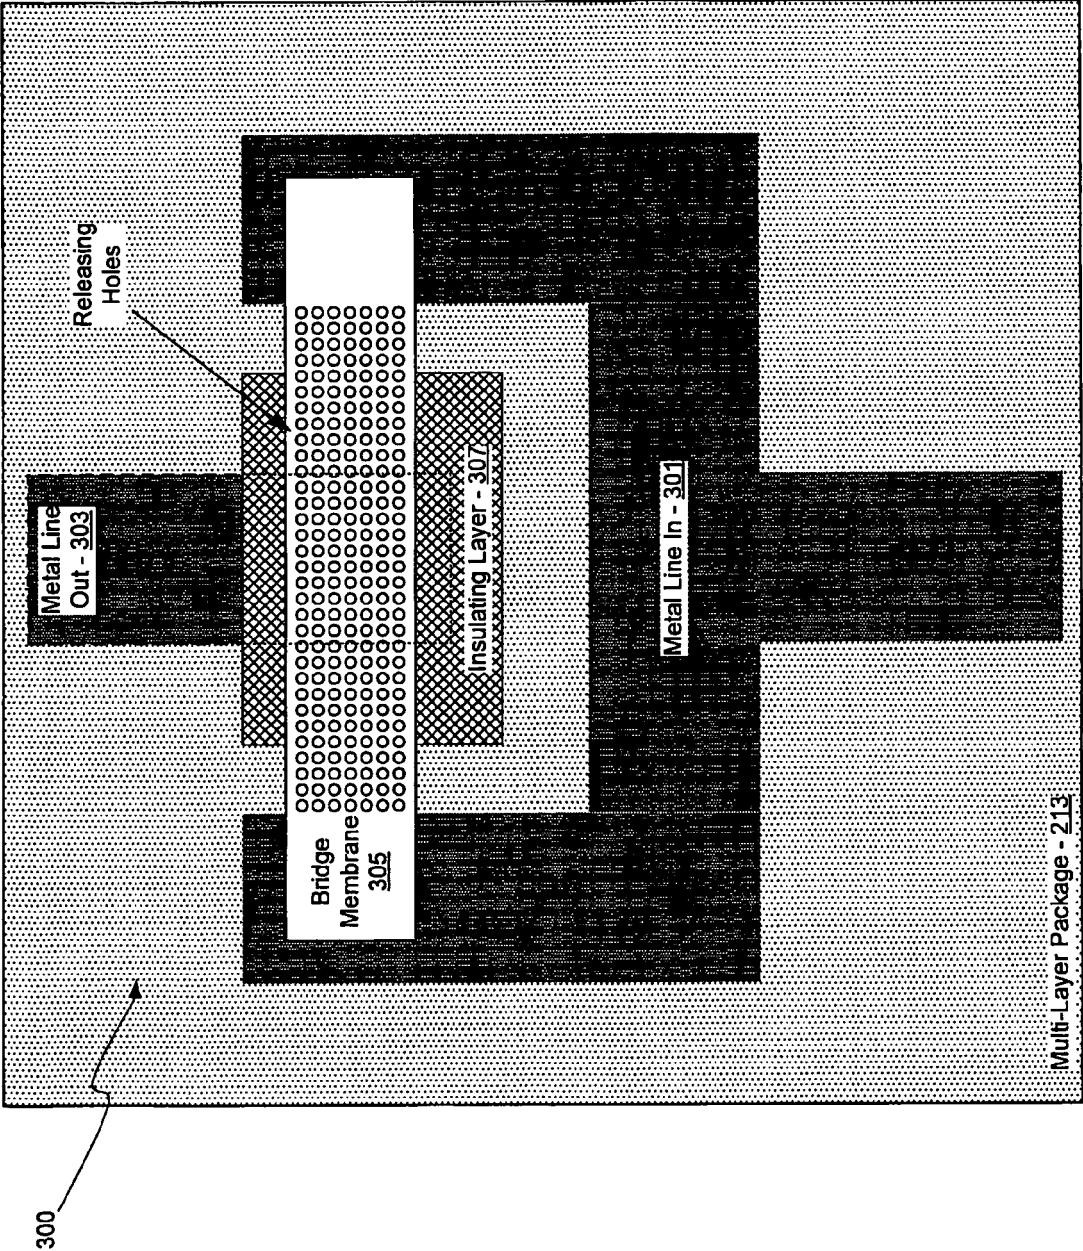 Releasing
Holes
Metal Line
Out - 303
Insulating Layer - 307
Metal Line In - 301
Bridge
Membrane
305
Multi-Layer Package - 213
300